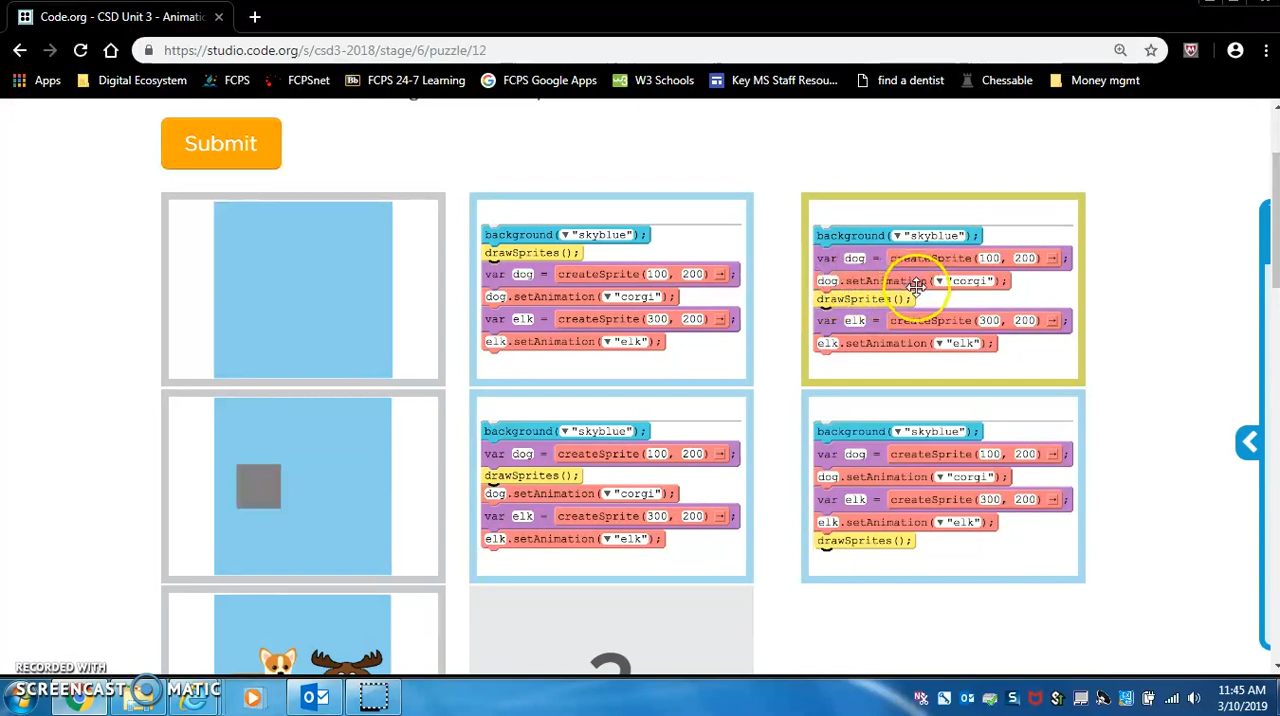 Code.org - CSD Unit 3 - Animatio
https://studio.code.org/s/csd3-2018/stage/6/puzzle/12
Apps Digital Ecosystem FCPS FCPSnet Bb FCPS 24-7 Learning FCPS Google Apps W3 Schools Key MS Staff Resou... find a dentist Chessable Money mgmt
Submit
background("skyblue");
drawSprites();
var dog = createSprite(100, 200);
dog.setAnimation("corgi");
var elk = createSprite(300, 200);
elk.setAnimation("elk");
background("skyblue");
var dog = createSprite(100, 200);
dog.setAnimation("corgi");
drawSprites();
var elk = createSprite(300, 200);
elk.setAnimation("elk");
background("skyblue");
var dog = createSprite(100, 200);
drawSprites();
dog.setAnimation("corgi");
var elk = createSprite(300, 200);
elk.setAnimation("elk");
background("skyblue");
var dog = createSprite(100, 200);
dog.setAnimation("corgi");
var elk = createSprite(300, 200);
elk.setAnimation("elk");
drawSprites();
?
RECORDED WITH
SCREENCAST MATIC
11:45 AM
3/10/2019